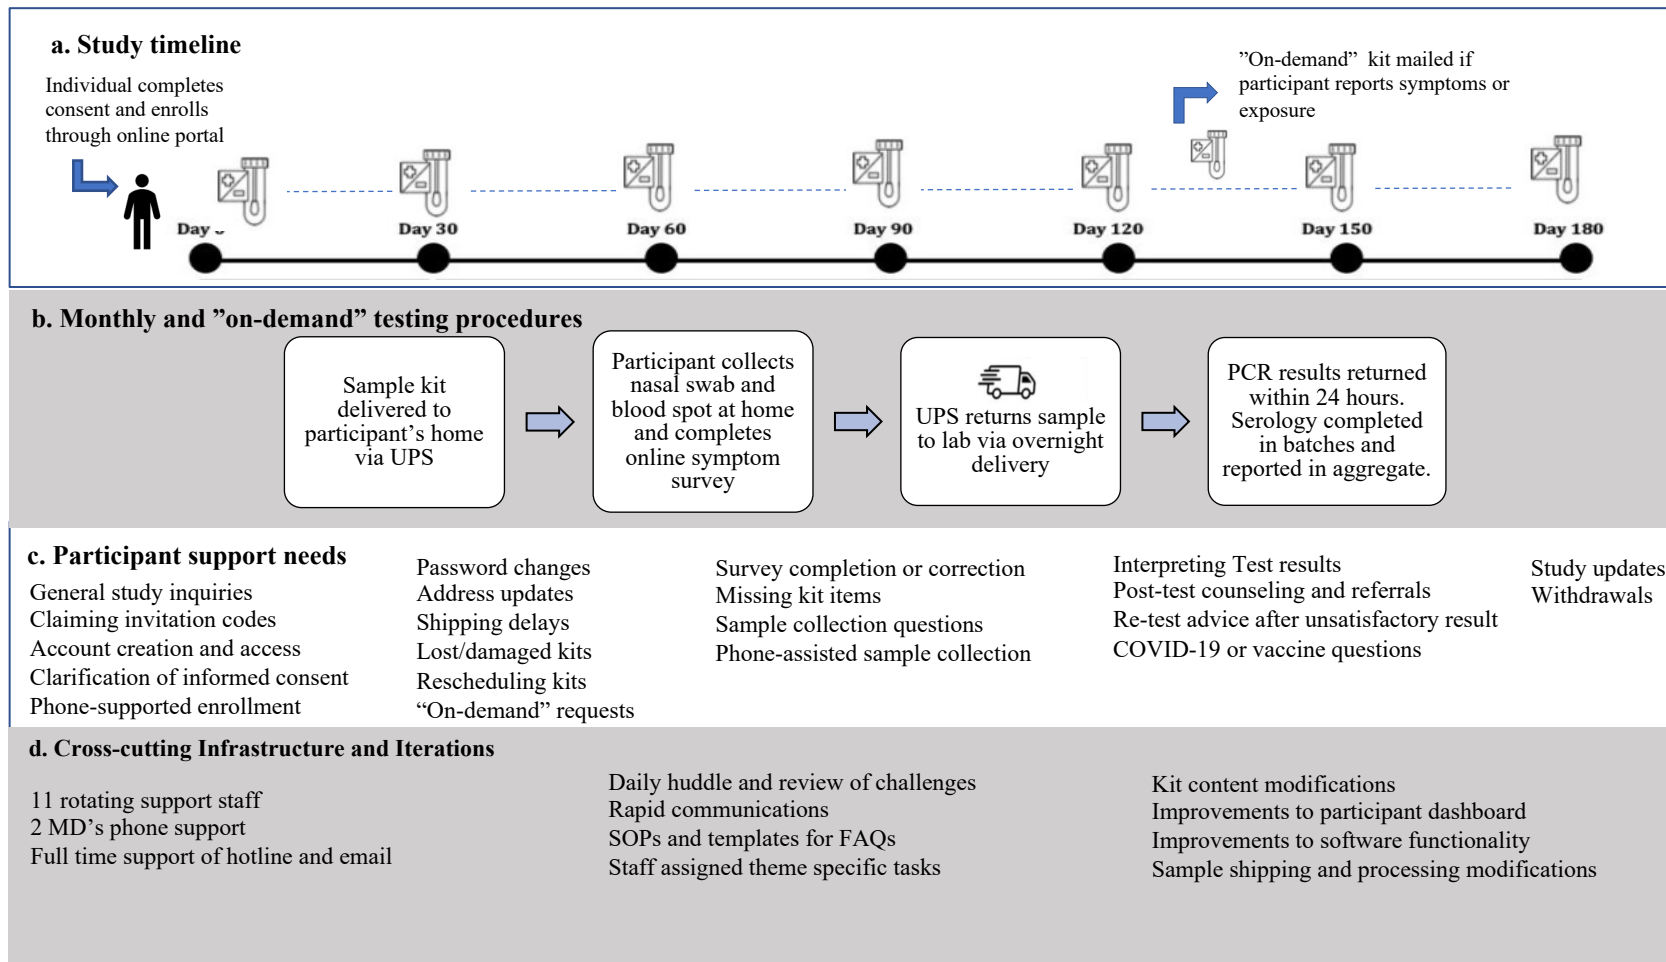 a. Study timeline
Individual completes
consent and enrolls
through online portal
”On-demand” kit mailed if
participant reports symptoms or
exposure
Day
Day 30
Day 60
Day 90
Day 120
Day 150
Day 180
b. Monthly and ”on-demand” testing procedures
Sample kit
delivered to
participant’s home
via UPS
Participant collects
nasal swab and
blood spot at home
and completes
online symptom
survey
UPS returns sample
to lab via overnight
delivery
PCR results returned
within 24 hours.
Serology completed
in batches and
reported in aggregate.
c. Participant support needs
General study inquiries
Claiming invitation codes
Account creation and access
Clarification of informed consent
Phone-supported enrollment
Password changes
Address updates
Shipping delays
Lost/damaged kits
Rescheduling kits
“On-demand” requests
Survey completion or correction
Missing kit items
Sample collection questions
Phone-assisted sample collection
Interpreting Test results
Post-test counseling and referrals
Re-test advice after unsatisfactory result
COVID-19 or vaccine questions
Study updates
Withdrawals
d. Cross-cutting Infrastructure and Iterations
11 rotating support staff
2 MD’s phone support
Full time support of hotline and email
Daily huddle and review of challenges
Rapid communications
SOPs and templates for FAQs
Staff assigned theme specific tasks
Kit content modifications
Improvements to participant dashboard
Improvements to software functionality
Sample shipping and processing modifications